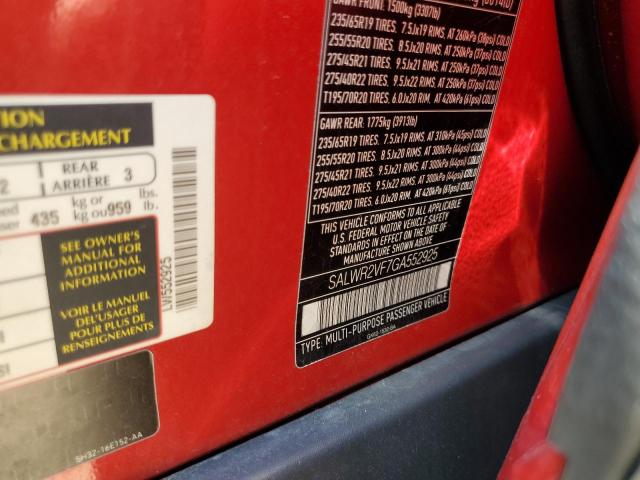 TION
CHARGEMENT
2 REAR ARRIÈRE 3
435 kg or kg ou 959 lbs. lb.
SEE OWNER'S
MANUAL FOR
ADDITIONAL
INFORMATION
VOIR LE MANUEL
DEL'USAGER
POUR PLUS DE
RENSEIGNEMENTS
LW552925
SH32-16E152-AA
GAWR FRONT: 1500kg (3307lb)
235/65R19 TIRES, 7.5Jx19 RIMS, AT 260kPa (38psi) COLD
255/55R20 TIRES, 8.5Jx20 RIMS, AT 250kPa (37psi) COLD
275/45R21 TIRES, 9.5Jx21 RIMS, AT 250kPa (37psi) COLD
275/40R22 TIRES, 9.5Jx22 RIMS, AT 250kPa (37psi) COLD
T195/70R20 TIRES, 6.0Jx20 RIM, AT 420kPa (61psi) COLD
GAWR REAR: 1775kg (3913lb)
235/65R19 TIRES, 7.5Jx19 RIMS, AT 310kPa (45psi) COLD
255/55R20 TIRES, 8.5Jx20 RIMS, AT 300kPa (44psi) COLD
275/45R21 TIRES, 9.5Jx21 RIMS, AT 300kPa (44psi) COLD
275/40R22 TIRES, 9.5Jx22 RIMS, AT 300kPa (44psi) COLD
T195/70R20 TIRES, 6.0Jx20 RIM, AT 420kPa (61psi) COLD
THIS VEHICLE CONFORMS TO ALL APPLICABLE
U.S. FEDERAL MOTOR VEHICLE SAFETY
STANDARDS IN EFFECT ON THE DATE OF
MANUFACTURE SHOWN ABOVE.
SALWR2VF7GA552925
TYPE: MULTI-PURPOSE PASSENGER VEHICLE